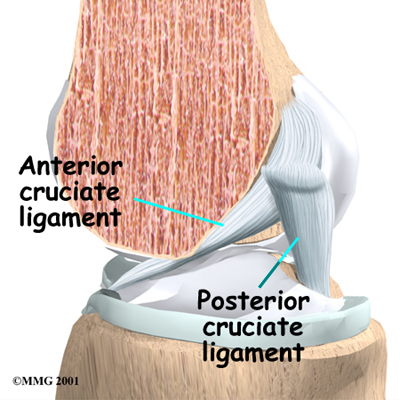 Anterior
cruciate
ligament
Posterior
cruciate
ligament
©MMG 2001